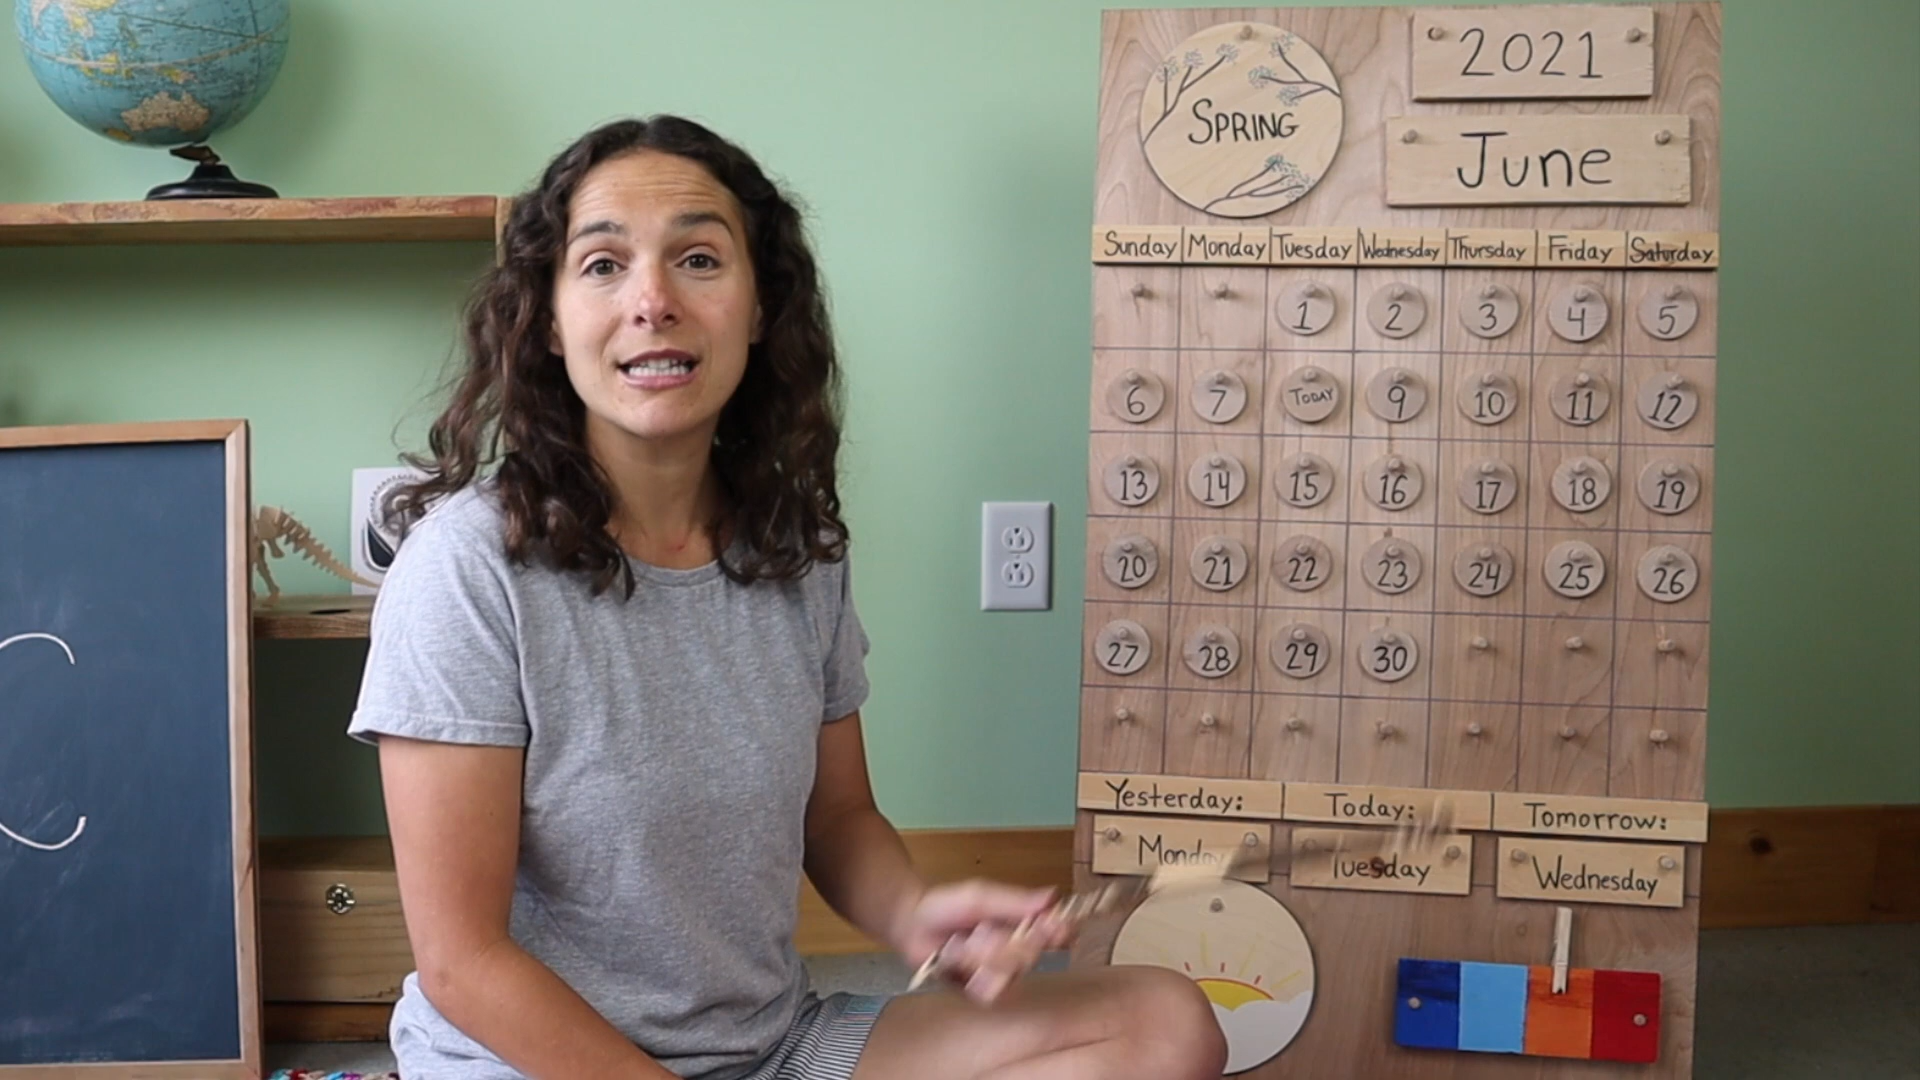 2021
SPRING
June
Sunday Monday Tuesday Wednesday Thursday Friday Saturday
1 2 3 4 5
6 7 TODAY 9 10 11 12
13 14 15 16 17 18 19
20 21 22 23 24 25 26
27 28 29 30
Yesterday: Today: Tomorrow:
Monday Tuesday Wednesday
C